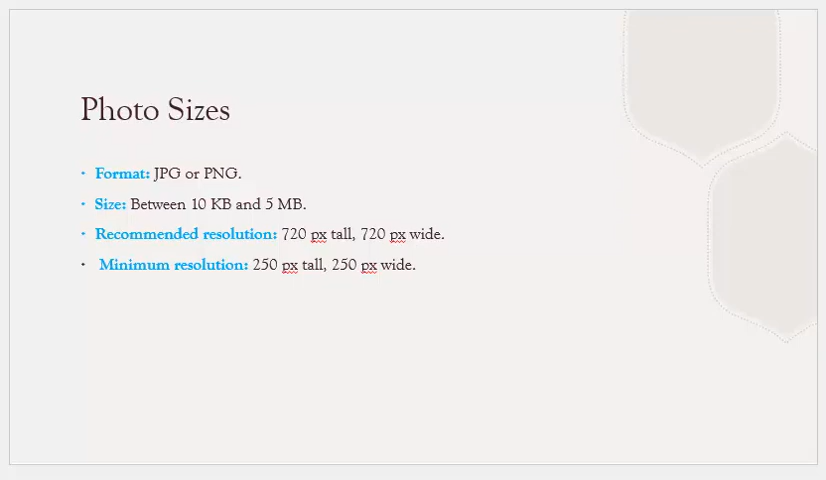 Photo Sizes
• Format: JPG or PNG.
• Size: Between 10 KB and 5 MB.
• Recommended resolution: 720 px tall, 720 px wide.
• Minimum resolution: 250 px tall, 250 px wide.